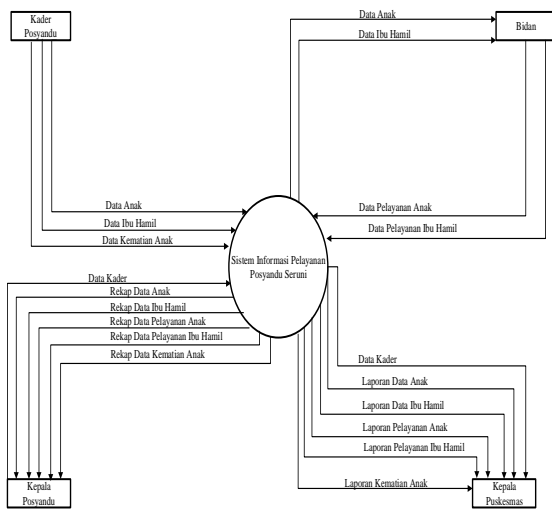 Kader
Posyandu
Data Anak
Data Ibu Hamil
Bidan
Data Anak
Data Ibu Hamil
Data Kematian Anak
Data Pelayanan Anak
Data Pelayanan Ibu Hamil
Sistem Informasi Pelayanan
Posyandu Seruni
Data Kader
Rekap Data Anak
Rekap Data Ibu Hamil
Rekap Data Pelayanan Anak
Rekap Data Pelayanan Ibu Hamil
Rekap Data Kematian Anak
Data Kader
Laporan Data Anak
Laporan Data Ibu Hamil
Laporan Pelayanan Anak
Laporan Pelayanan Ibu Hamil
Laporan Kematian Anak
Kepala
Posyandu
Kepala
Puskesmas